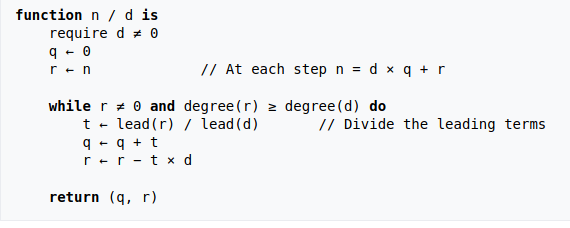 function n / d is
require d ≠ 0
q ← 0
r ← n // At each step n = d × q + r
while r ≠ 0 and degree(r) ≥ degree(d) do
t ← lead(r) / lead(d) // Divide the leading terms
q ← q + t
r ← r − t × d
return (q, r)